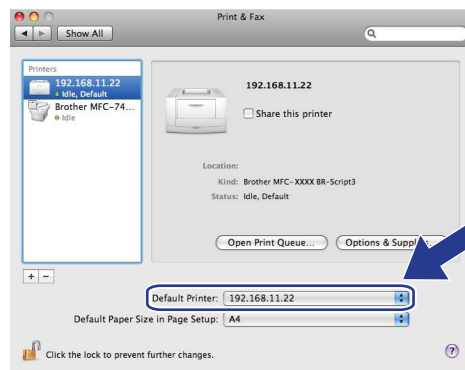 Print & Fax
Show All
Printers
192.168.11.22
Idle, Default
Brother MFC-74...
Idle
192.168.11.22
Share this printer
Location:
Kind: Brother MFC-XXXX BR-Script3
Status: Idle, Default
Open Print Queue... Options &
+ -
Default Printer: 192.168.11.22
Default Paper Size in Page Setup: A4
Click the lock to prevent further changes. ?